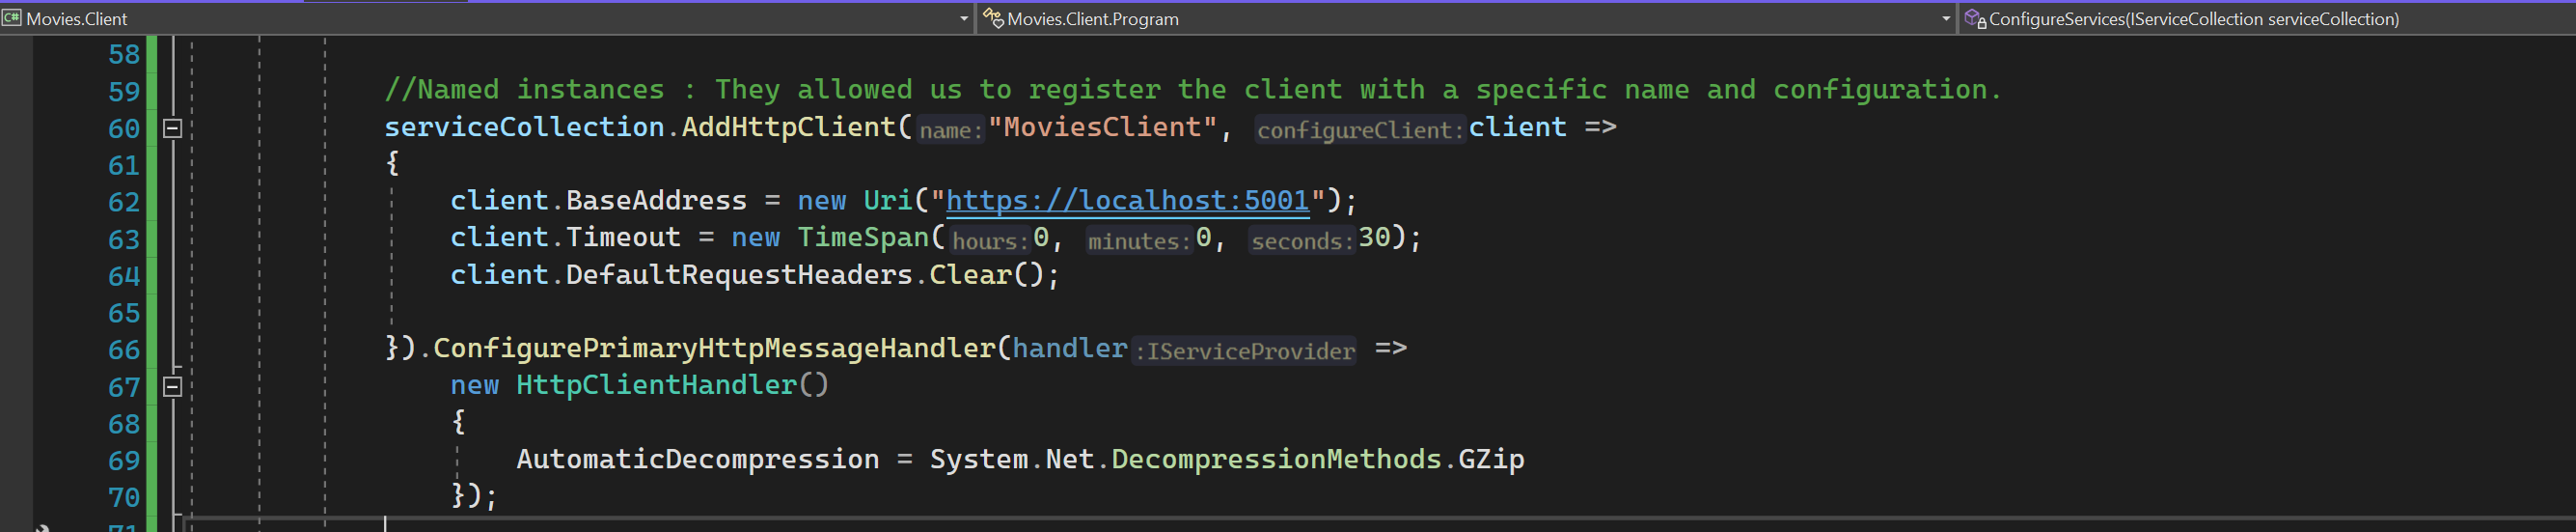 C# Movies.Client Movies.Client.Program ConfigureServices(IServiceCollection serviceCollection)
58
59 //Named instances : They allowed us to register the client with a specific name and configuration.
60 serviceCollection.AddHttpClient(name:"MoviesClient", configureClient:client =>
61 {
62 client.BaseAddress = new Uri("https://localhost:5001");
63 client.Timeout = new TimeSpan(hours:0, minutes:0, seconds:30);
64 client.DefaultRequestHeaders.Clear();
65
66 }).ConfigurePrimaryHttpMessageHandler(handler:IServiceProvider =>
67 new HttpClientHandler()
68 {
69 AutomaticDecompression = System.Net.DecompressionMethods.GZip
70 });
71